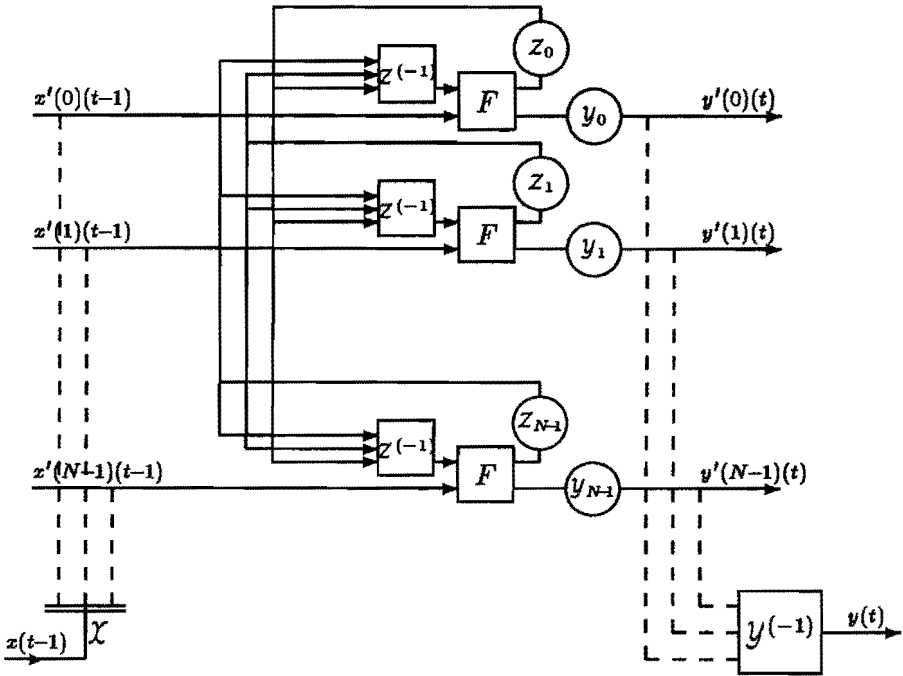 z₀
z⁽⁻¹⁾
x′(0)(t−1)
F
y₀
y′(0)(t)
z₁
z⁽⁻¹⁾
x′(1)(t−1)
F
y₁
y′(1)(t)
z_{N-1}
z⁽⁻¹⁾
x′(N−1)(t−1)
F
y_{N-1}
y′(N−1)(t)
χ
x(t−1)
y⁽⁻¹⁾
y(t)